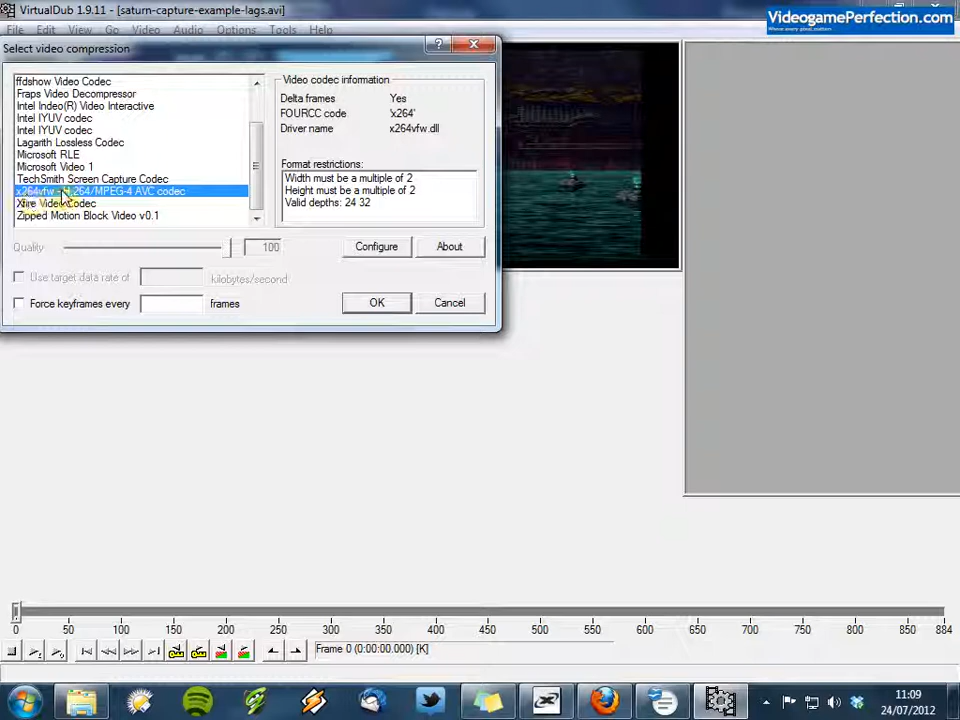 VirtualDub 1.9.11 - [saturn-capture-example-lags.avi]
VideogamePerfection.com
Where every pixel matters
File Edit View Go Video Audio Options Tools Help
Select video compression
ffdshow Video Codec
Fraps Video Decompressor
Intel Indeo(R) Video Interactive
Intel IYUV codec
Intel IYUV codec
Lagarith Lossless Codec
Microsoft RLE
Microsoft Video 1
TechSmith Screen Capture Codec
x264vfw - H.264/MPEG-4 AVC codec
Xfire Video Codec
Zipped Motion Block Video v0.1
Video codec information
Delta frames Yes
FOURCC code 'x264'
Driver name x264vfw.dll
Format restrictions:
Width must be a multiple of 2
Height must be a multiple of 2
Valid depths: 24 32
Quality 100
Configure About
Use target data rate of kilobytes/second
Force keyframes every frames
OK Cancel
0 50 100 150 200 250 300 350 400 450 500 550 600 650 700 750 800 850 884
Frame 0 (0:00:00.000) [K]
11:09
24/07/2012